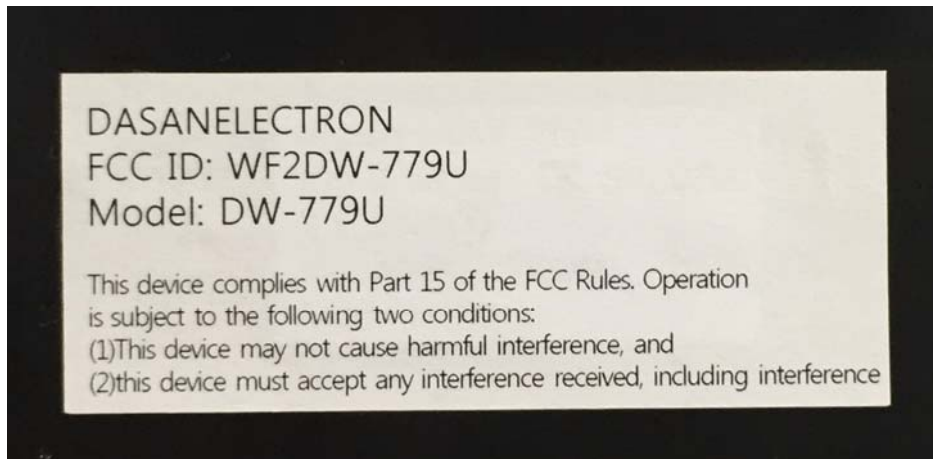 DASANELECTRON
FCC ID: WF2DW-779U
Model: DW-779U
This device complies with Part 15 of the FCC Rules. Operation
is subject to the following two conditions:
(1)This device may not cause harmful interference, and
(2)this device must accept any interference received, including interference